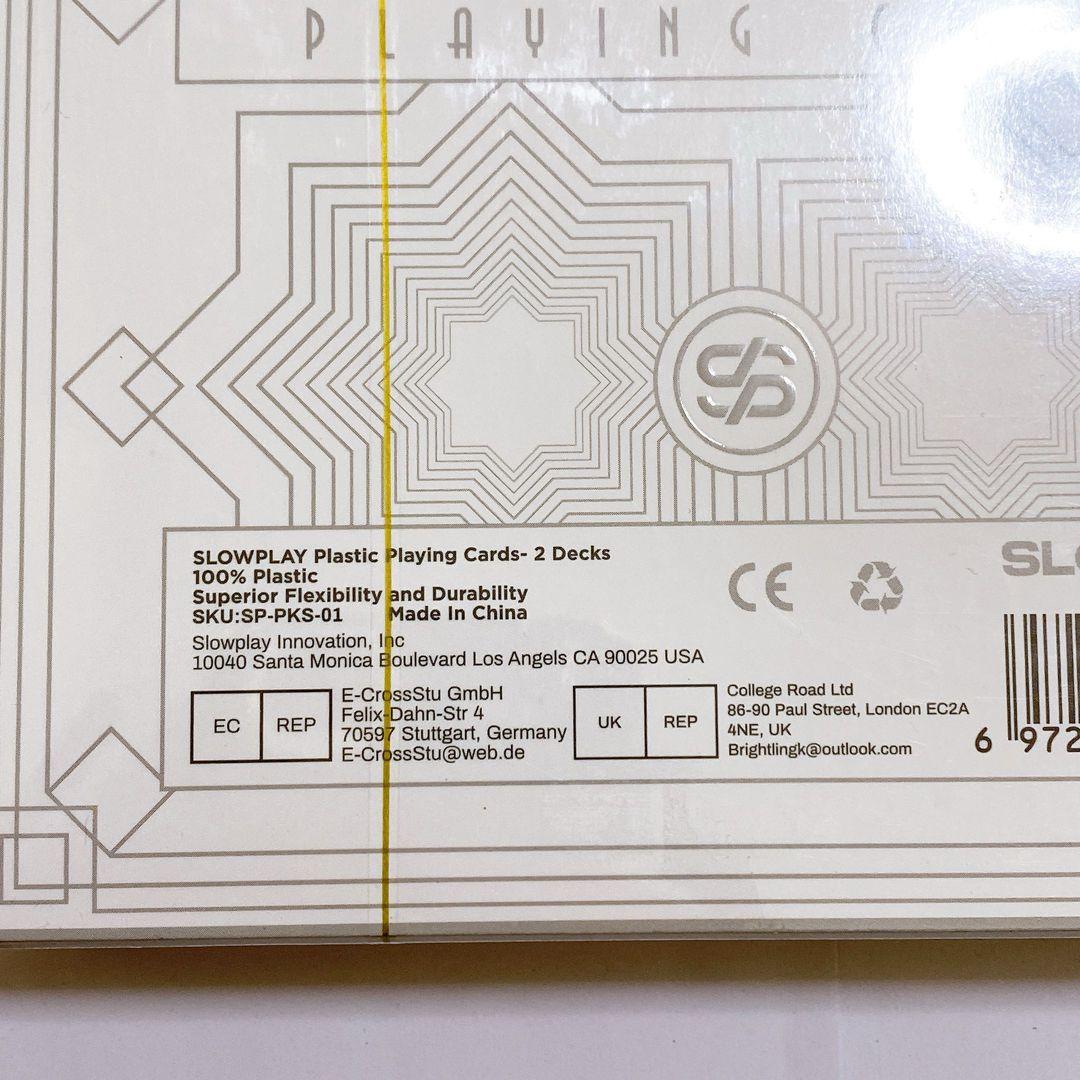 PLAYING
SP
SLOWPLAY Plastic Playing Cards- 2 Decks
100% Plastic
Superior Flexibility and Durability
SKU:SP-PKS-01 Made In China
Slowplay Innovation, Inc
10040 Santa Monica Boulevard Los Angels CA 90025 USA
CE
EC REP
E-CrossStu GmbH
Felix-Dahn-Str 4
70597 Stuttgart, Germany
E-CrossStu@web.de
UK REP
College Road Ltd
86-90 Paul Street, London EC2A
4NE, UK
Brightlingk@outlook.com
6 972